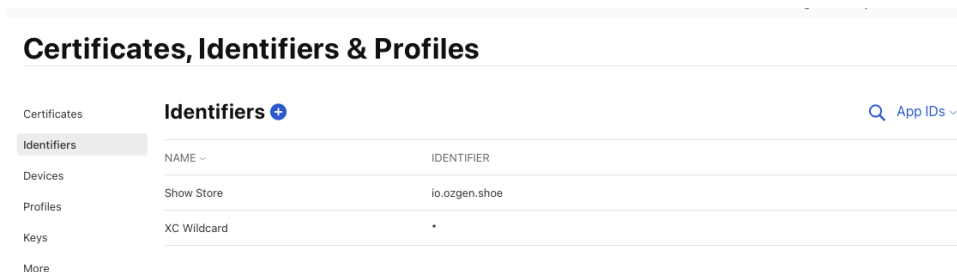 Certificates, Identifiers & Profiles
Certificates
Identifiers
Devices
Profiles
Keys
More
Identifiers
App IDs
NAME IDENTIFIER
Show Store io.ozgen.shoe
XC Wildcard *